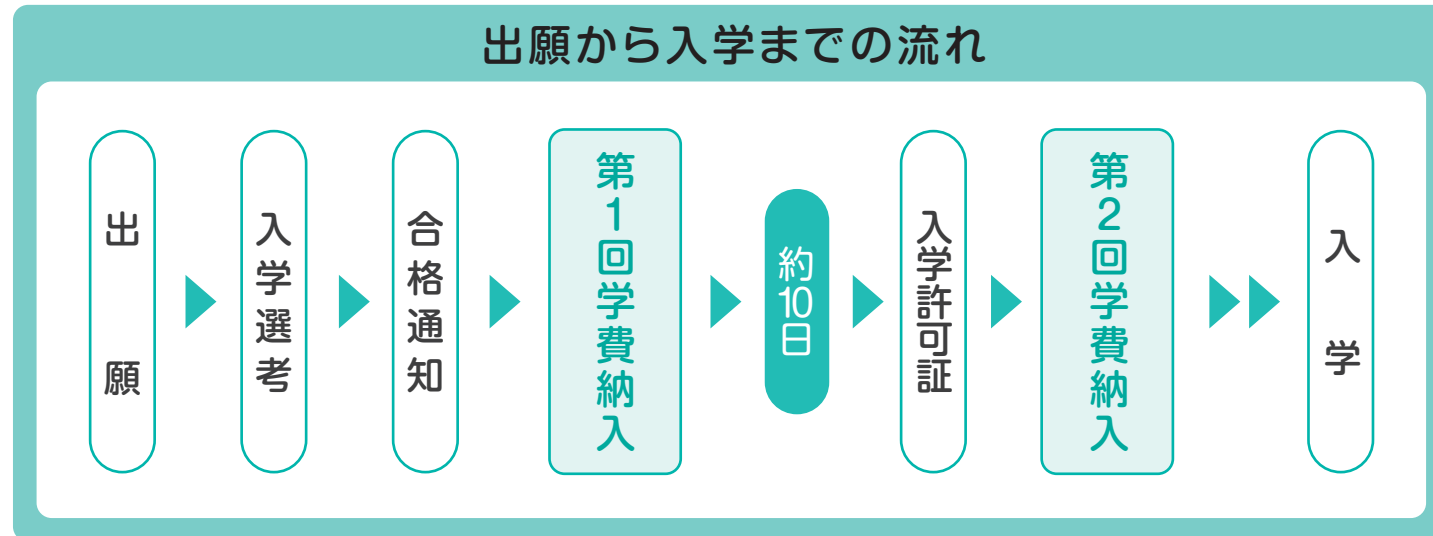 出願から入学までの流れ
出願
入学選考
合格通知
第1回学費納入
約10日
入学許可証
第2回学費納入
入学